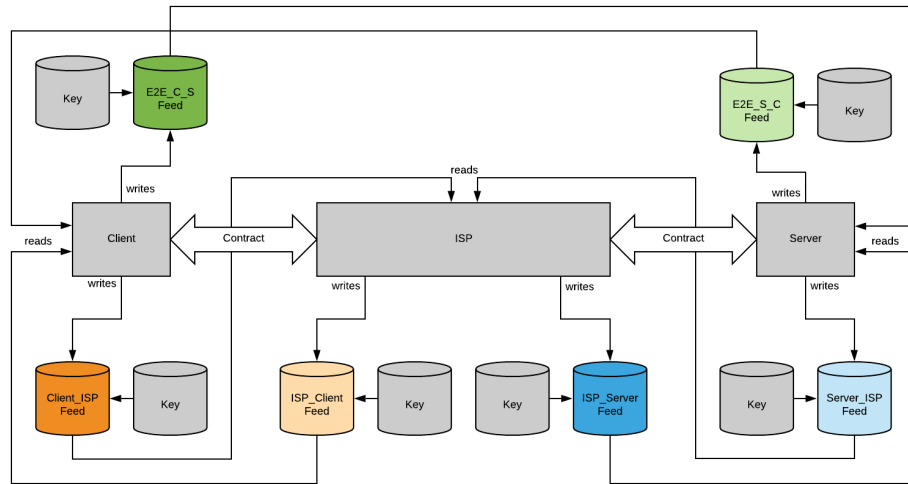 Key
E2E_C_S
Feed
E2E_S_C
Feed
Key
reads
writes
writes
Client
Contract
ISP
Contract
Server
reads
reads
writes
writes
writes
writes
Client_ISP
Feed
Key
ISP_Client
Feed
Key
Key
ISP_Server
Feed
Key
Server_ISP
Feed